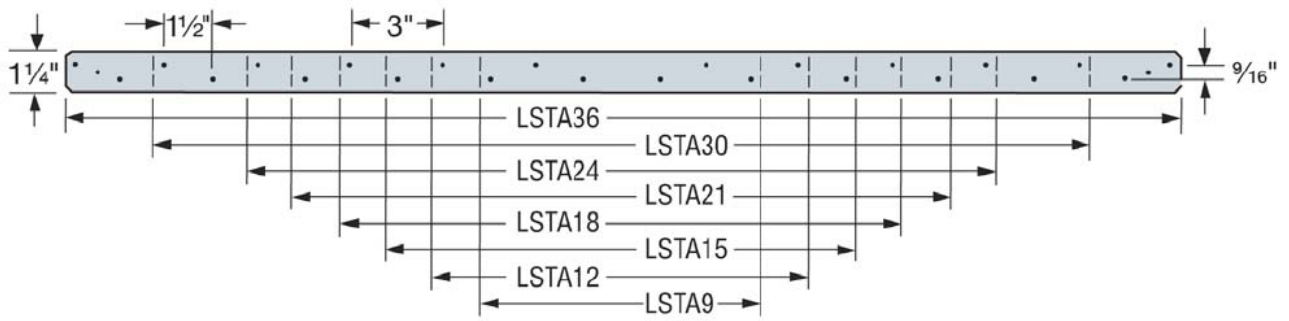 1½" 3"
1¼" 9/16"
LSTA36
LSTA30
LSTA24
LSTA21
LSTA18
LSTA15
LSTA12
LSTA9